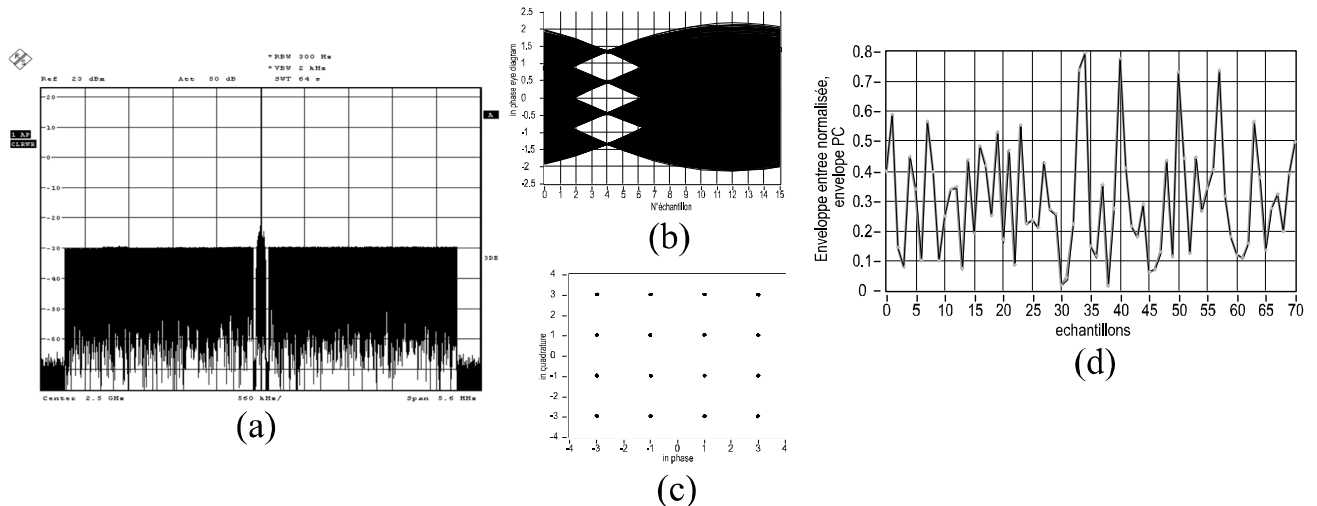 R
S
*RBW 300 Hz
*VBW 2 kHz
Ref 23 dBm Att 50 dB SWT 64 s
20
10
0
-10
-20
-30
-40
-50
-60
A
1 AP
CLRWR
3DB
Center 2.5 GHz 560 kHz/ Span 5.6 MHz
(a)
in phase eye diagram
2.5
2
1.5
1
0.5
0
-0.5
-1
-1.5
-2
-2.5
0 1 2 3 4 5 6 7 8 9 10 11 12 13 14 15
N°échantillon
(b)
in quadrature
4
3
2
1
0
-1
-2
-3
-4
-4 -3 -2 -1 0 1 2 3 4
in phase
(c)
Enveloppe entree normalisée,
envelope PC
0.8
0.7
0.6
0.5
0.4
0.3
0.2
0.1
0
0 5 10 15 20 25 30 35 40 45 50 55 60 65 70
echantillons
(d)